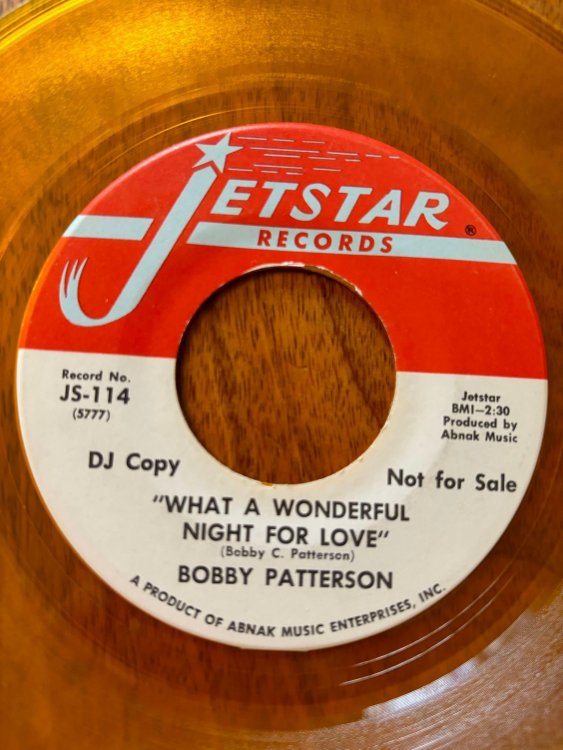 JETSTAR ®
RECORDS
Record No.
JS-114
(5777)
Jetstar
BMI–2:30
Produced by
Abnak Music
DJ Copy
Not for Sale
"WHAT A WONDERFUL
NIGHT FOR LOVE"
(Bobby C. Patterson)
BOBBY PATTERSON
A PRODUCT OF ABNAK MUSIC ENTERPRISES, INC.